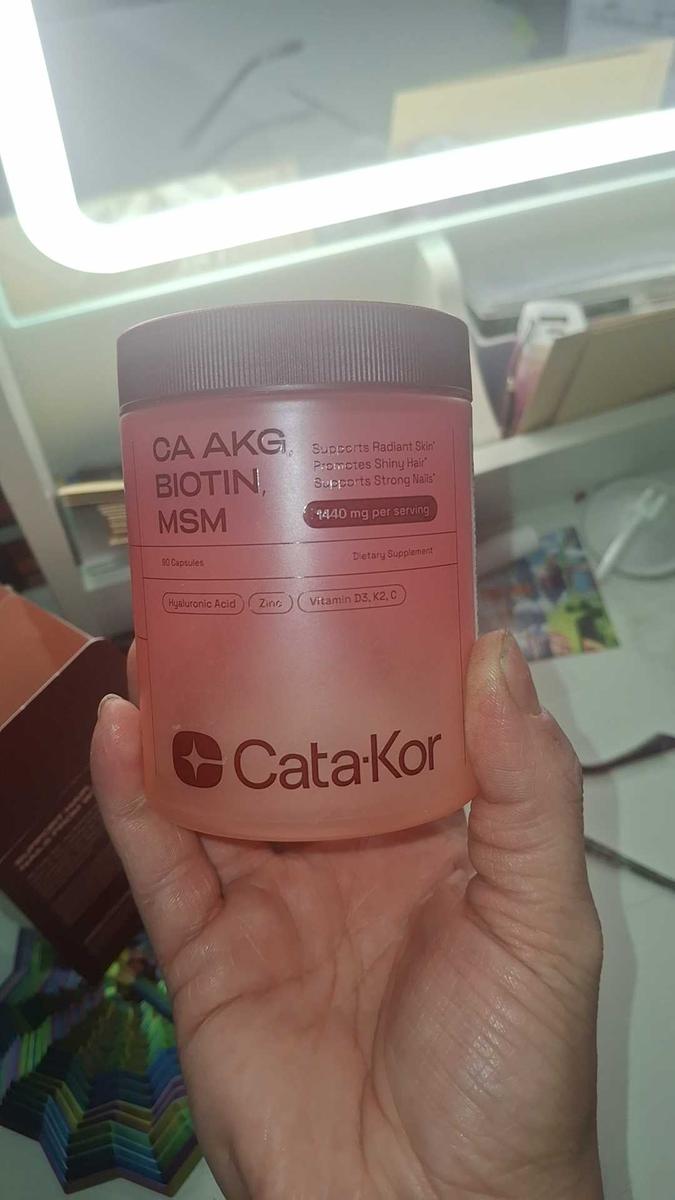 CA AKG,
BIOTIN,
MSM
Supports Radiant Skin*
Promotes Shiny Hair*
Supports Strong Nails*
1440 mg per serving
90 Capsules
Dietary Supplement
Hyaluronic Acid
Zinc
Vitamin D3, K2, C
Cata-Kor